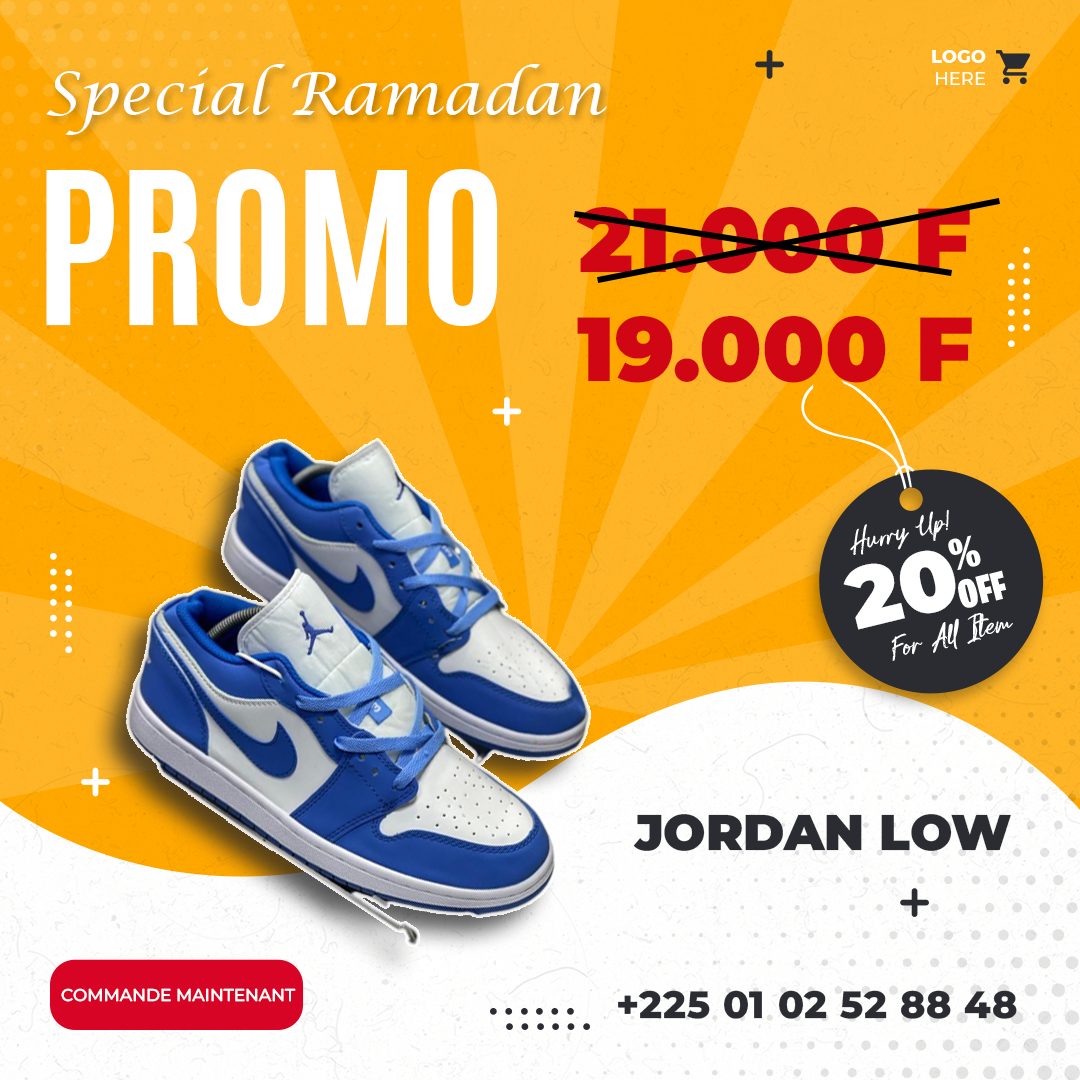 LOGO
HERE
Special Ramadan
PROMO
21.000 F
19.000 F
Hurry Up!
20% OFF
For All Item
JORDAN LOW
COMMANDE MAINTENANT
+225 01 02 52 88 48